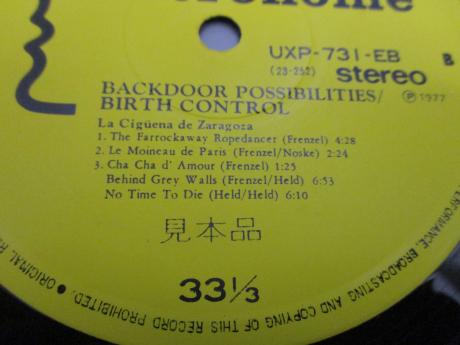 UXP-731-EB B
(23-252) stereo
BACKDOOR POSSIBILITIES/ Ⓟ1977
BIRTH CONTROL
La Cigüena de Zaragoza
1. The Farrockaway Ropedancer (Frenzel) 4:28
2. Le Moineau de Paris (Frenzel/Noske) 2:24
3. Cha Cha d' Amour (Frenzel) 1:25
Behind Grey Walls (Frenzel/Held) 6:53
No Time To Die (Held/Held) 6:10
見本品
33⅓
PERFORMANCE, BROADCASTING AND COPYING OF THIS RECORD PROHIBITED. • ORIGINAL